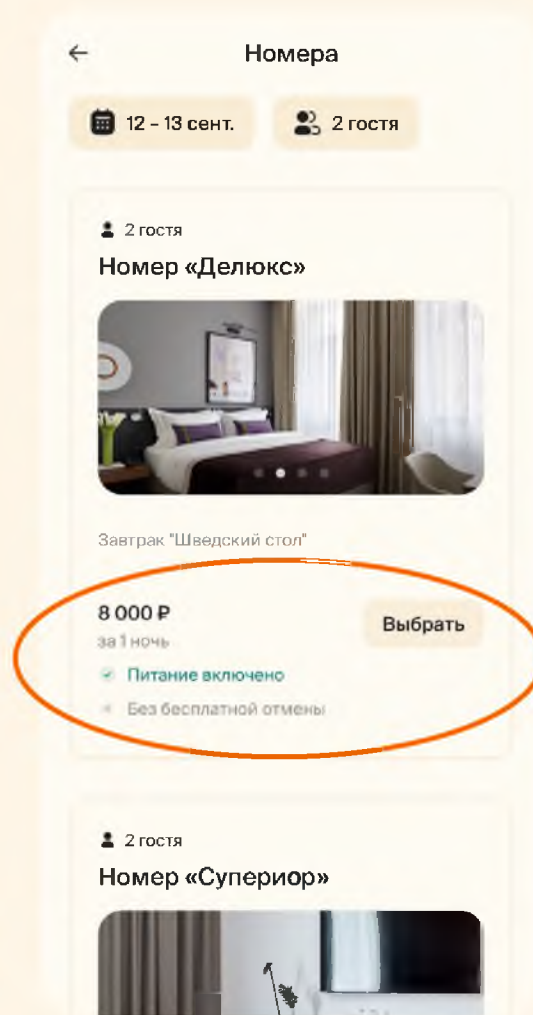 Номера
12 – 13 сент.
2 гостя
2 гостя
Номер «Делюкс»
Завтрак "Шведский стол"
8 000 ₽
Выбрать
за 1 ночь
Питание включено
Без бесплатной отмены
2 гостя
Номер «Супериор»